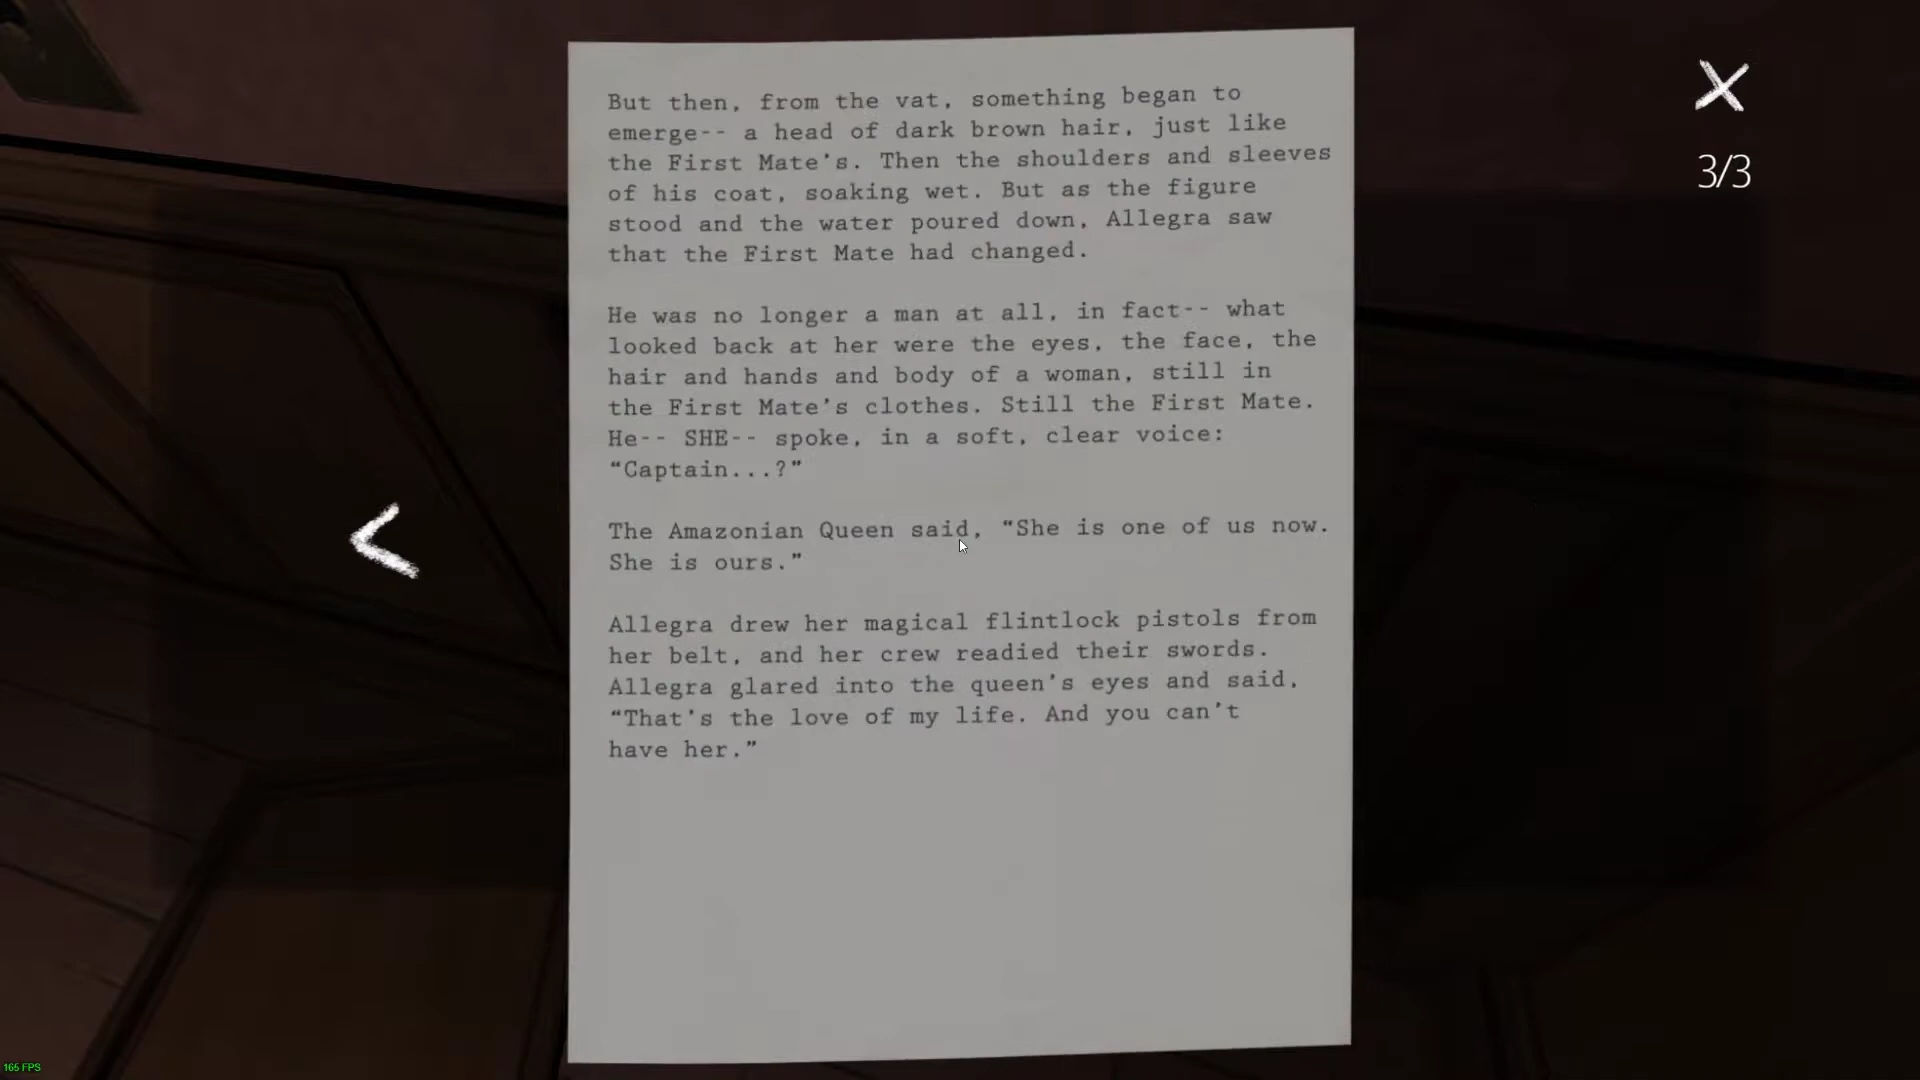 But then, from the vat, something began to
emerge-- a head of dark brown hair, just like
the First Mate's. Then the shoulders and sleeves
of his coat, soaking wet. But as the figure
stood and the water poured down, Allegra saw
that the First Mate had changed.
He was no longer a man at all, in fact-- what
looked back at her were the eyes, the face, the
hair and hands and body of a woman, still in
the First Mate's clothes. Still the First Mate.
He-- SHE-- spoke, in a soft, clear voice:
“Captain...?”
The Amazonian Queen said, “She is one of us now.
She is ours.”
Allegra drew her magical flintlock pistols from
her belt, and her crew readied their swords.
Allegra glared into the queen's eyes and said,
“That's the love of my life. And you can't
have her.”
3/3
165 FPS